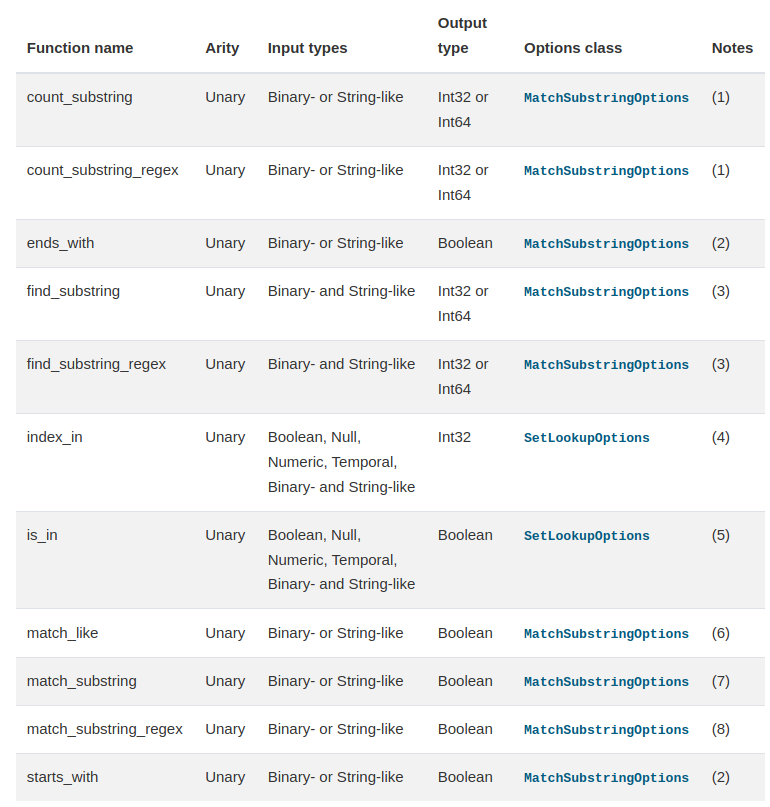 Function name Arity Input types Output type Options class Notes
count_substring Unary Binary- or String-like Int32 or MatchSubstringOptions (1)
Int64
count_substring_regex Unary Binary- or String-like Int32 or MatchSubstringOptions (1)
Int64
ends_with Unary Binary- or String-like Boolean MatchSubstringOptions (2)
find_substring Unary Binary- and String-like Int32 or MatchSubstringOptions (3)
Int64
find_substring_regex Unary Binary- and String-like Int32 or MatchSubstringOptions (3)
Int64
index_in Unary Boolean, Null, Int32 SetLookupOptions (4)
Numeric, Temporal,
Binary- and String-like
is_in Unary Boolean, Null, Boolean SetLookupOptions (5)
Numeric, Temporal,
Binary- and String-like
match_like Unary Binary- or String-like Boolean MatchSubstringOptions (6)
match_substring Unary Binary- or String-like Boolean MatchSubstringOptions (7)
match_substring_regex Unary Binary- or String-like Boolean MatchSubstringOptions (8)
starts_with Unary Binary- or String-like Boolean MatchSubstringOptions (2)